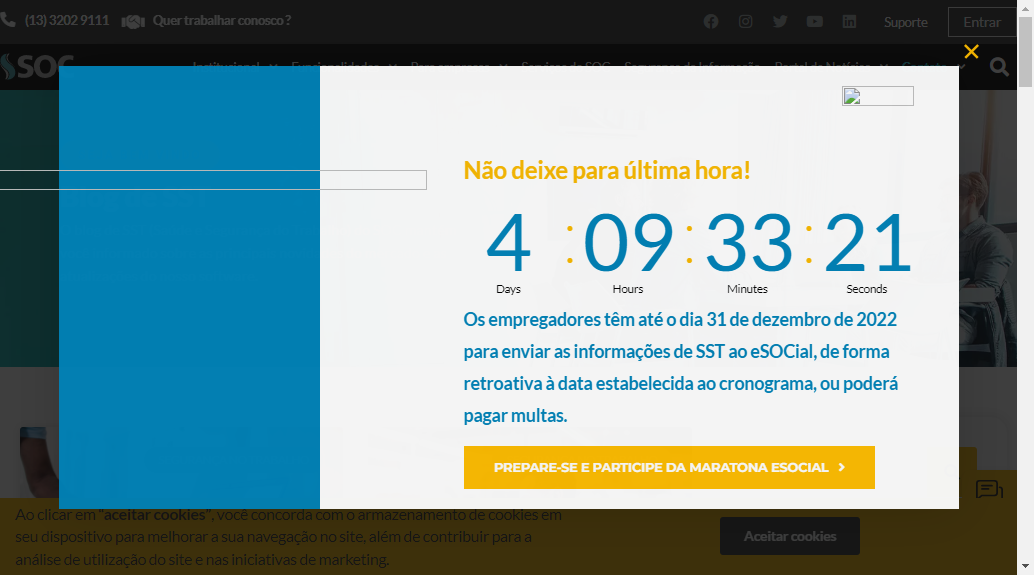 (13) 3202 9111 Quer trabalhar conosco ?
Suporte Entrar
SOC
Não deixe para última hora!
4 : 09 : 33 : 21
Days Hours Minutes Seconds
Os empregadores têm até o dia 31 de dezembro de 2022
para enviar as informações de SST ao eSOCial, de forma
retroativa à data estabelecida ao cronograma, ou poderá
pagar multas.
PREPARE-SE E PARTICIPE DA MARATONA ESOCIAL
Ao clicar em "aceitar cookies", você concorda com o armazenamento de cookies em
seu dispositivo para melhorar a sua navegação no site, além de contribuir para a
análise de utilização do site e nas iniciativas de marketing.
Aceitar cookies